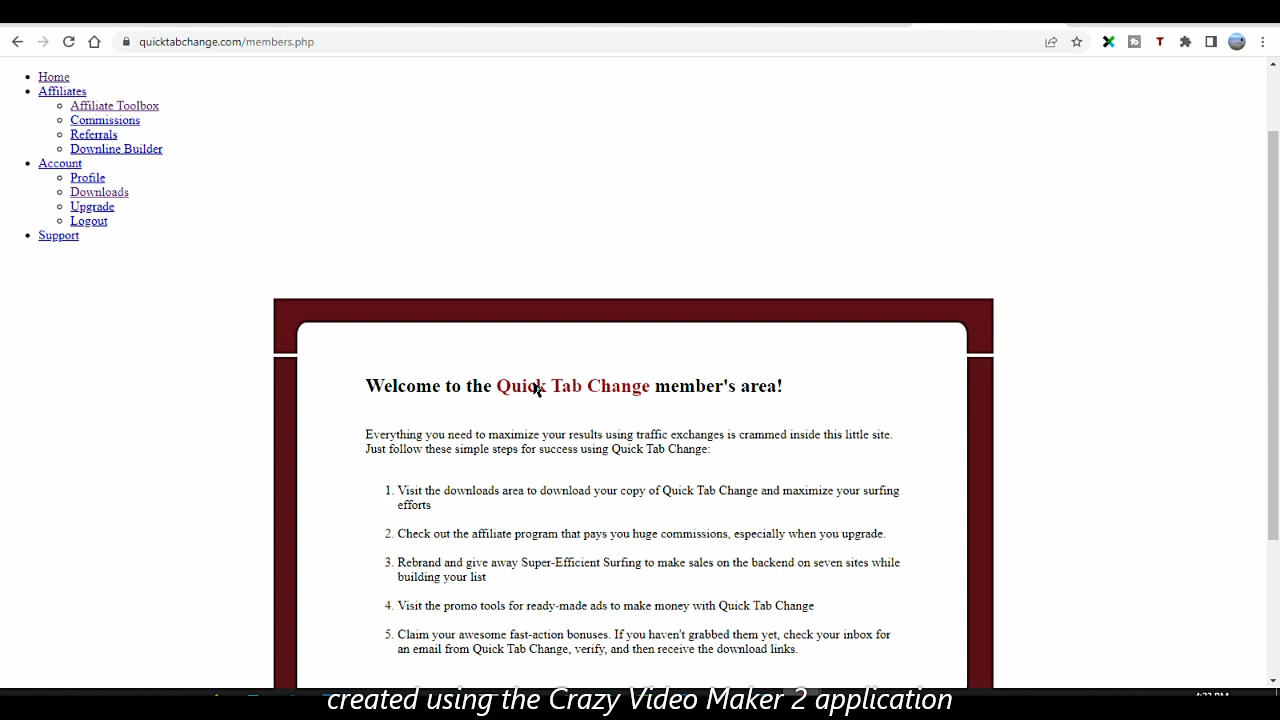 quicktabchange.com/members.php
Home
Affiliates
Affiliate Toolbox
Commissions
Referrals
Downline Builder
Account
Profile
Downloads
Upgrade
Logout
Support
Welcome to the Quick Tab Change member's area!
Everything you need to maximize your results using traffic exchanges is crammed inside this little site.
Just follow these simple steps for success using Quick Tab Change:
1. Visit the downloads area to download your copy of Quick Tab Change and maximize your surfing
efforts
2. Check out the affiliate program that pays you huge commissions, especially when you upgrade.
3. Rebrand and give away Super-Efficient Surfing to make sales on the backend on seven sites while
building your list
4. Visit the promo tools for ready-made ads to make money with Quick Tab Change
5. Claim your awesome fast-action bonuses. If you haven't grabbed them yet, check your inbox for
an email from Quick Tab Change, verify, and then receive the download links.
created using the Crazy Video Maker 2 application